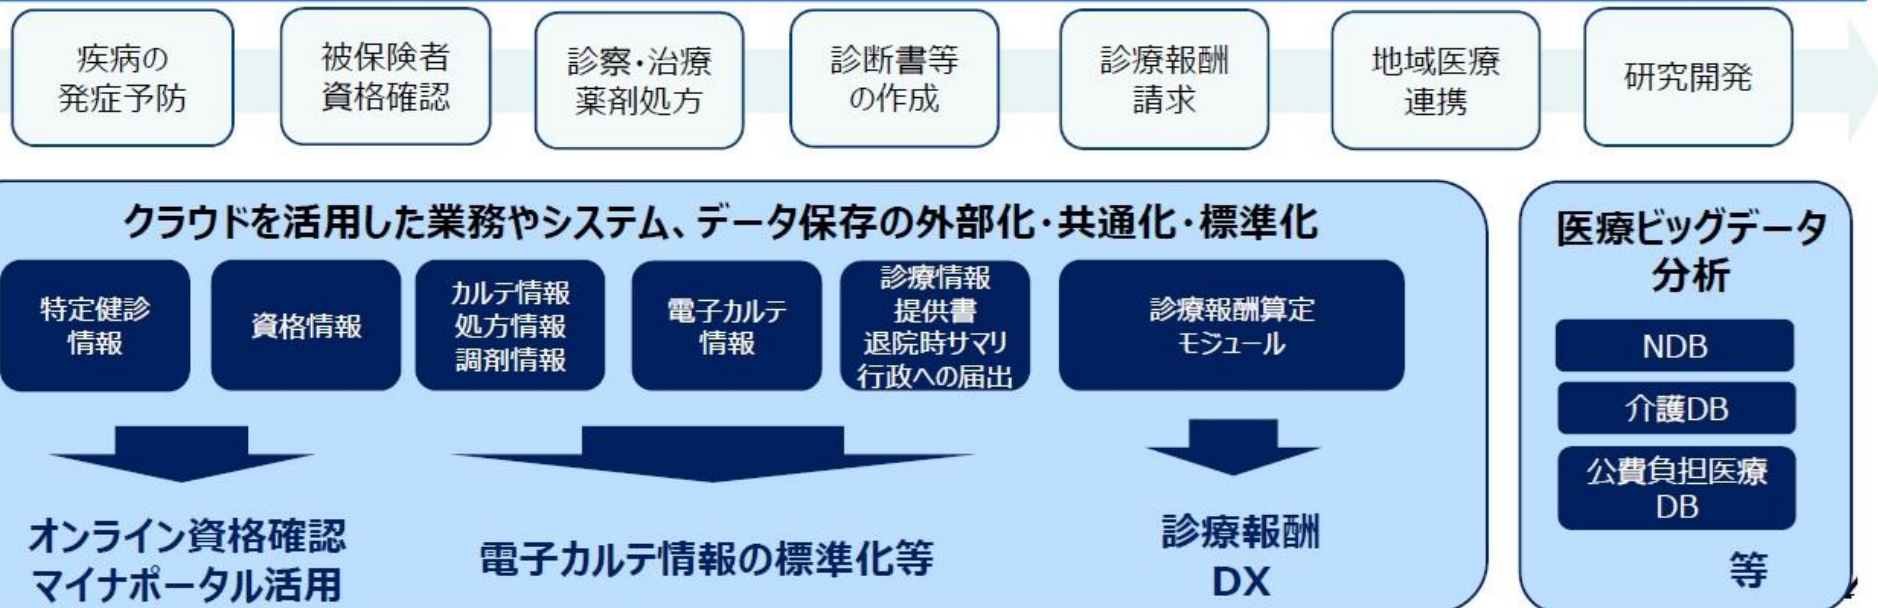 疾病の
発症予防
被保険者
資格確認
診察・治療
薬剤処方
診断書等
の作成
診療報酬
請求
地域医療
連携
研究開発
クラウドを活用した業務やシステム、データ保存の外部化・共通化・標準化
特定健診
情報
資格情報
カルテ情報
処方情報
調剤情報
電子カルテ
情報
診療情報
提供書
退院時サマリ
行政への届出
診療報酬算定
モジュール
オンライン資格確認
マイナポータル活用
電子カルテ情報の標準化等
診療報酬
DX
医療ビッグデータ
分析
NDB
介護DB
公費負担医療
DB
等